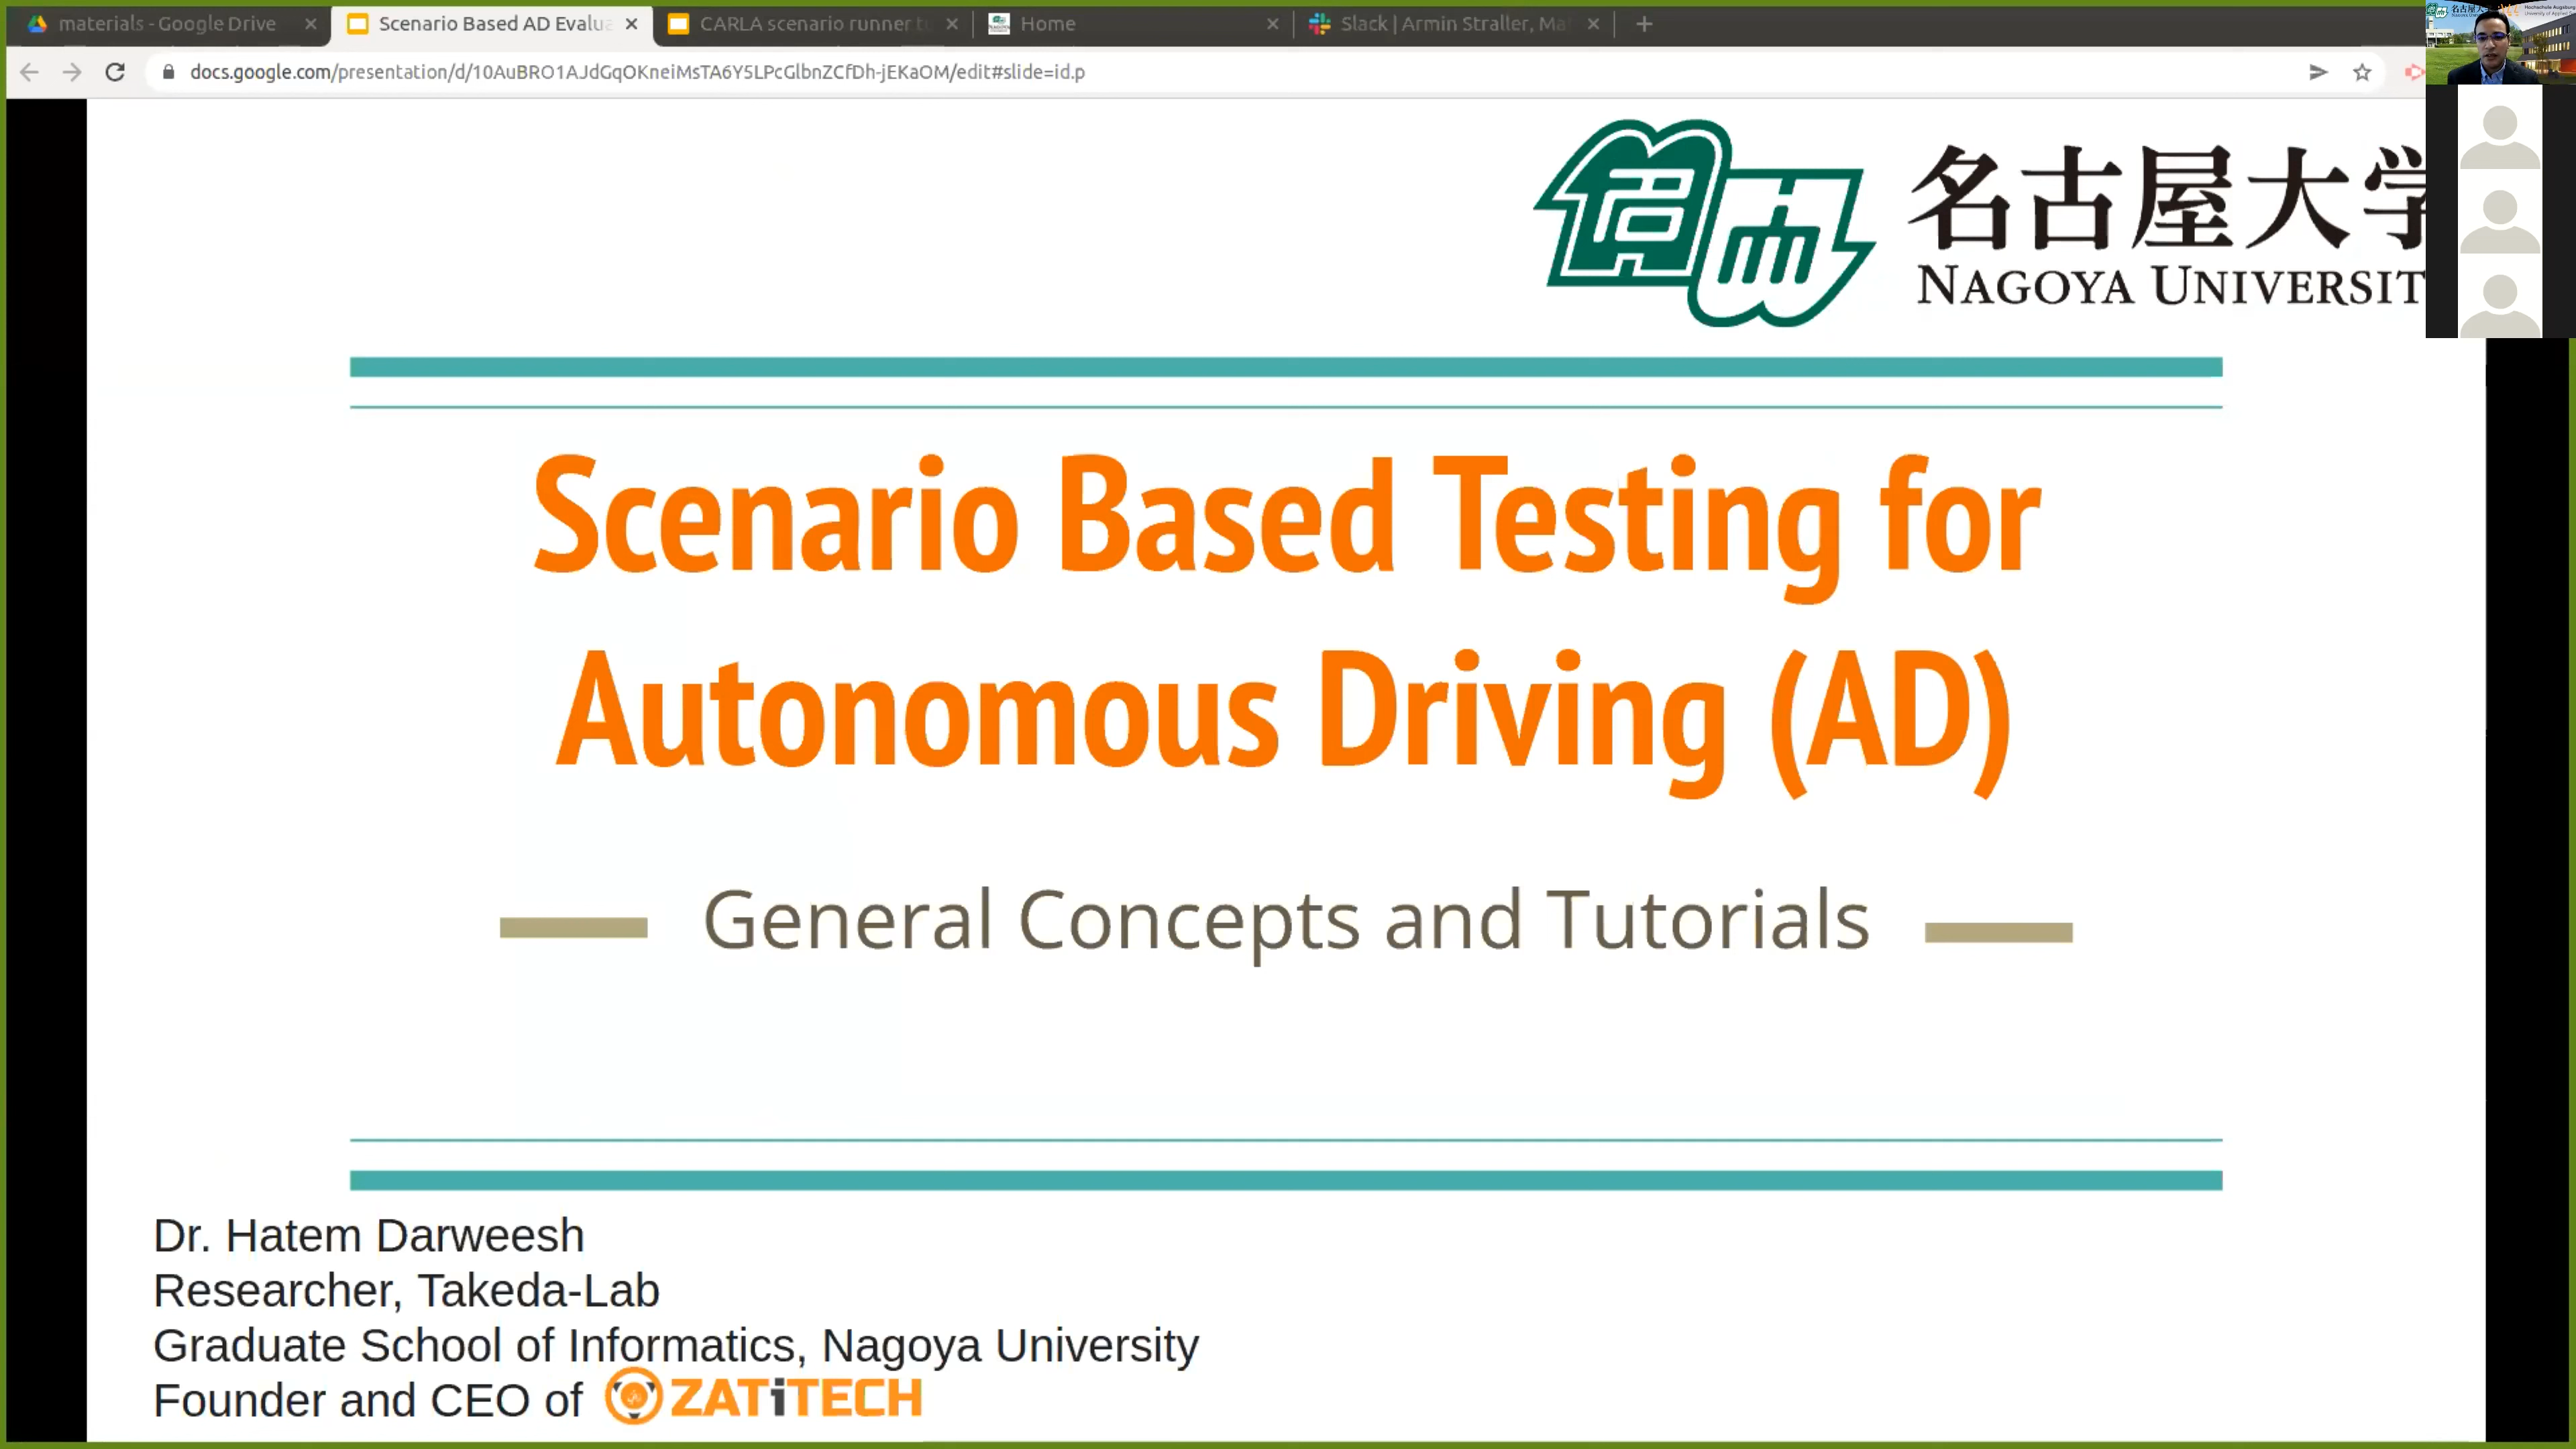 materials - Google Drive
Scenario Based AD Evalua
CARLA scenario runner t
Home
Slack | Armin Straller, Ma
docs.google.com/presentation/d/10AuBRO1AJdGqOKneiMsTA6Y5LPcGlbnZCfDh-jEKaOM/edit#slide=id.p
名古屋大学
NAGOYA UNIVERSIT
Scenario Based Testing for
Autonomous Driving (AD)
General Concepts and Tutorials
Dr. Hatem Darweesh
Researcher, Takeda-Lab
Graduate School of Informatics, Nagoya University
Founder and CEO of ZATiTECH